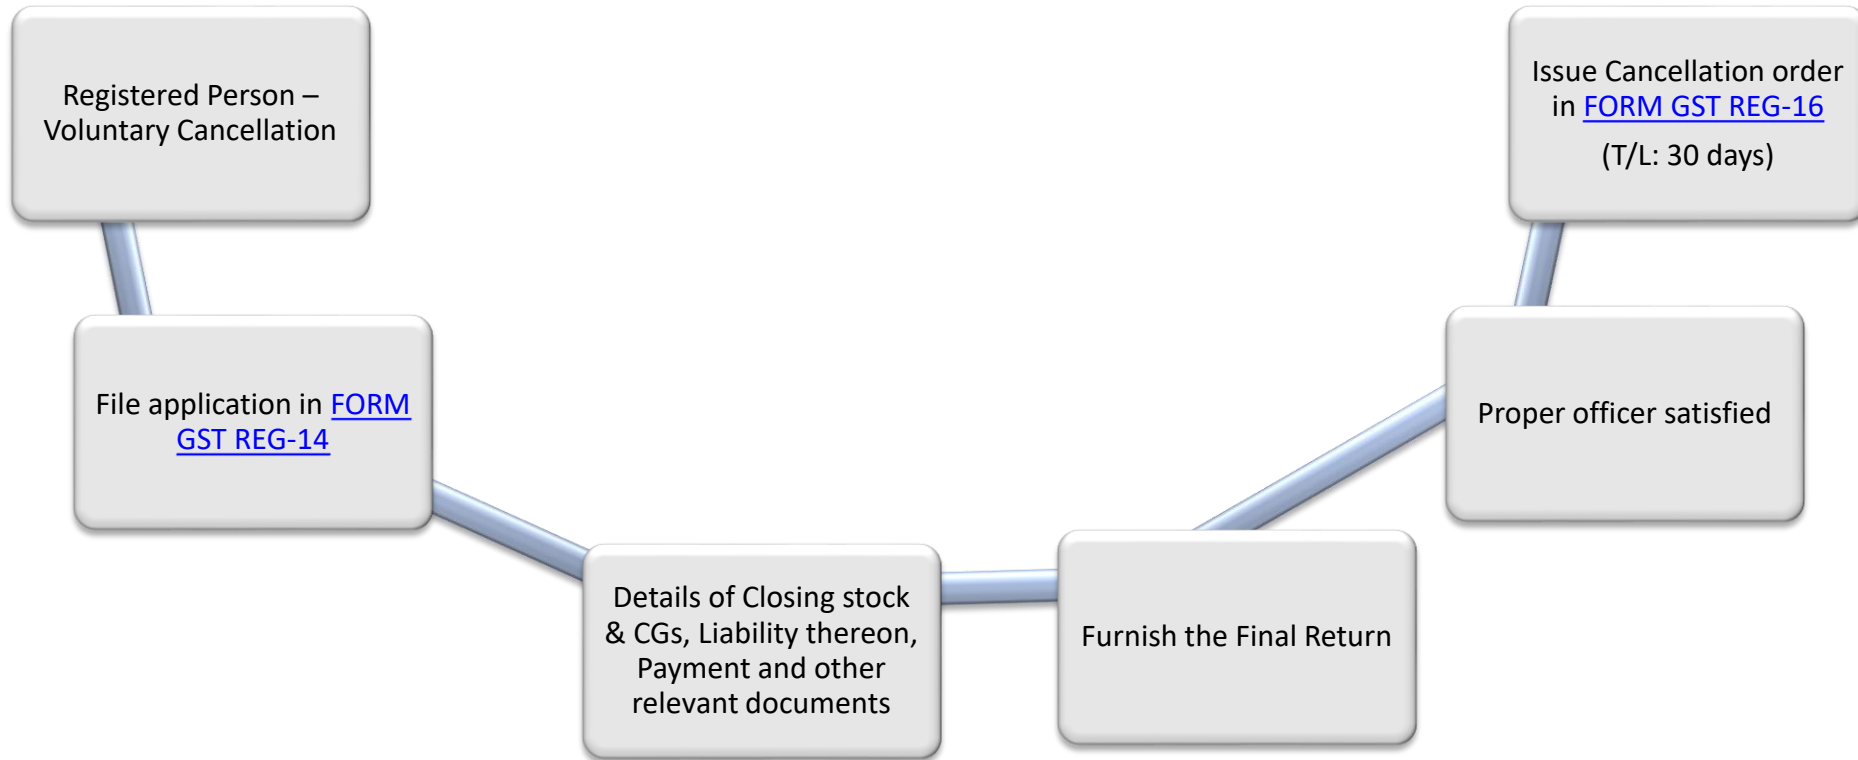 Registered Person –
Voluntary Cancellation
File application in FORM
GST REG-14
Details of Closing stock
& CGs, Liability thereon,
Payment and other
relevant documents
Furnish the Final Return
Proper officer satisfied
Issue Cancellation order
in FORM GST REG-16
(T/L: 30 days)